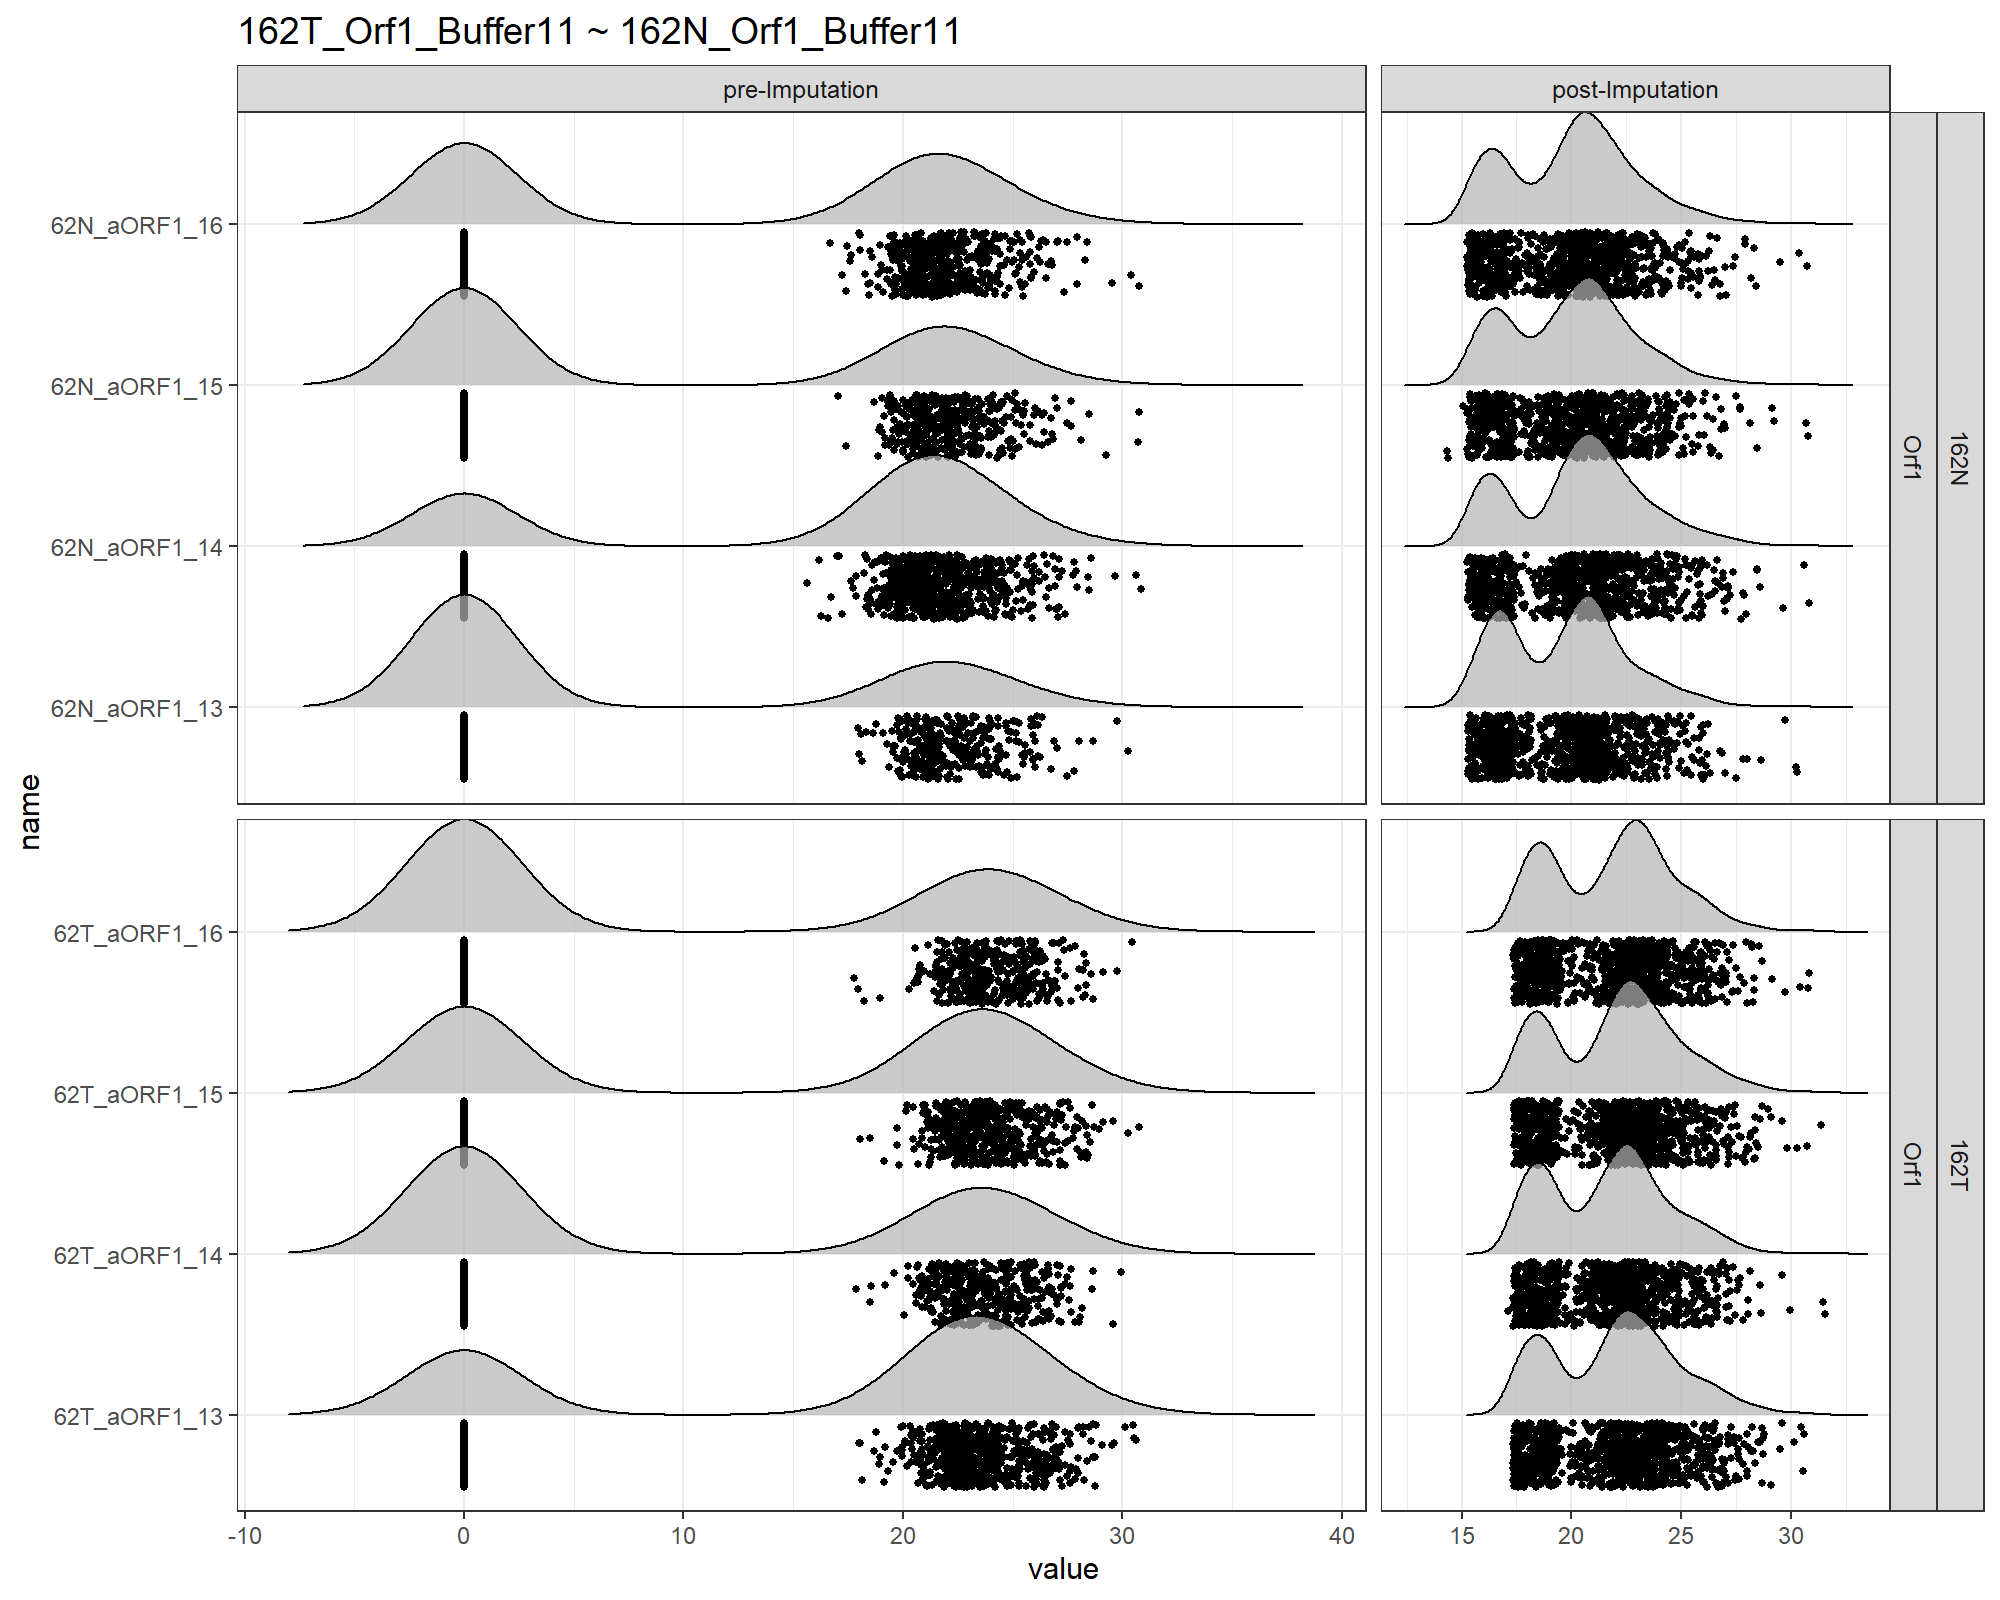 162T_Orf1_Buffer11 ~ 162N_Orf1_Buffer11
pre-Imputation
post-Imputation
62N_aORF1_16
62N_aORF1_15
62N_aORF1_14
62N_aORF1_13
Orf1
162N
name
62T_aORF1_16
62T_aORF1_15
62T_aORF1_14
62T_aORF1_13
Orf1
162T
-10 0 10 20 30 40
15 20 25 30
value